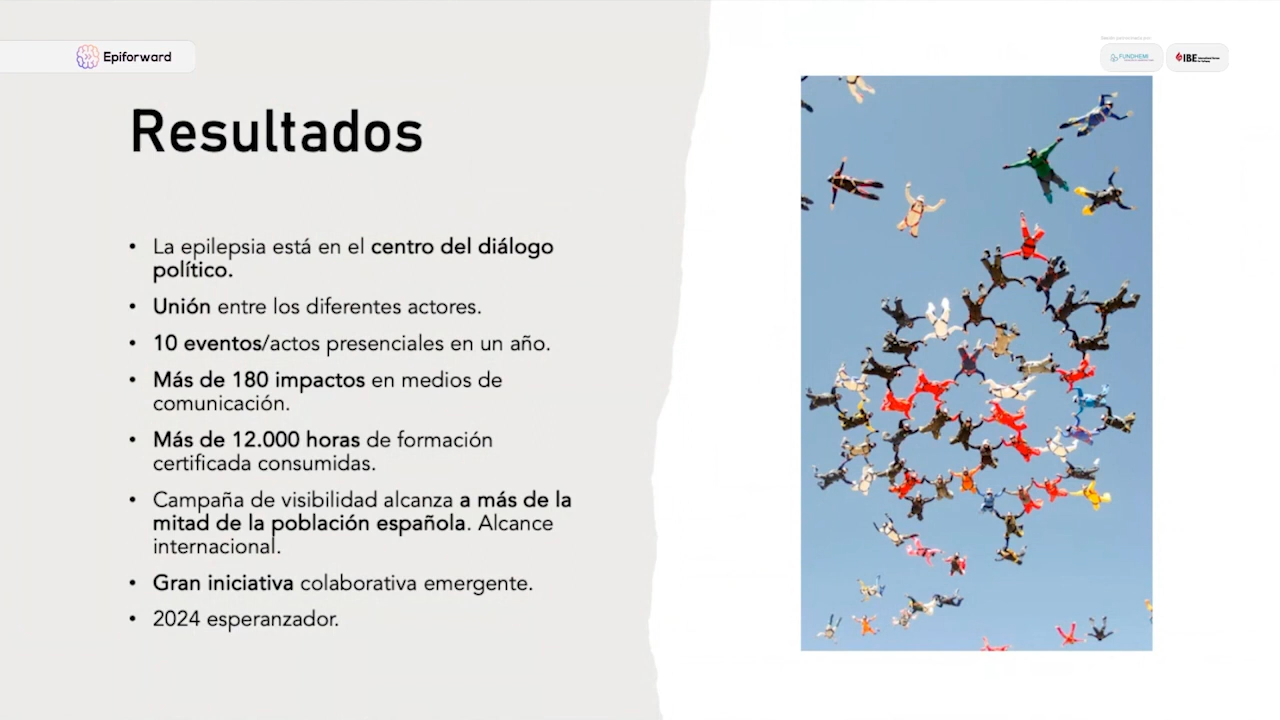 Epiforward
FUNDHEMI
IBE
Resultados
• La epilepsia está en el centro del diálogo
político.
• Unión entre los diferentes actores.
• 10 eventos/actos presenciales en un año.
• Más de 180 impactos en medios de
comunicación.
• Más de 12.000 horas de formación
certificada consumidas.
• Campaña de visibilidad alcanza a más de la
mitad de la población española. Alcance
internacional.
• Gran iniciativa colaborativa emergente.
• 2024 esperanzador.